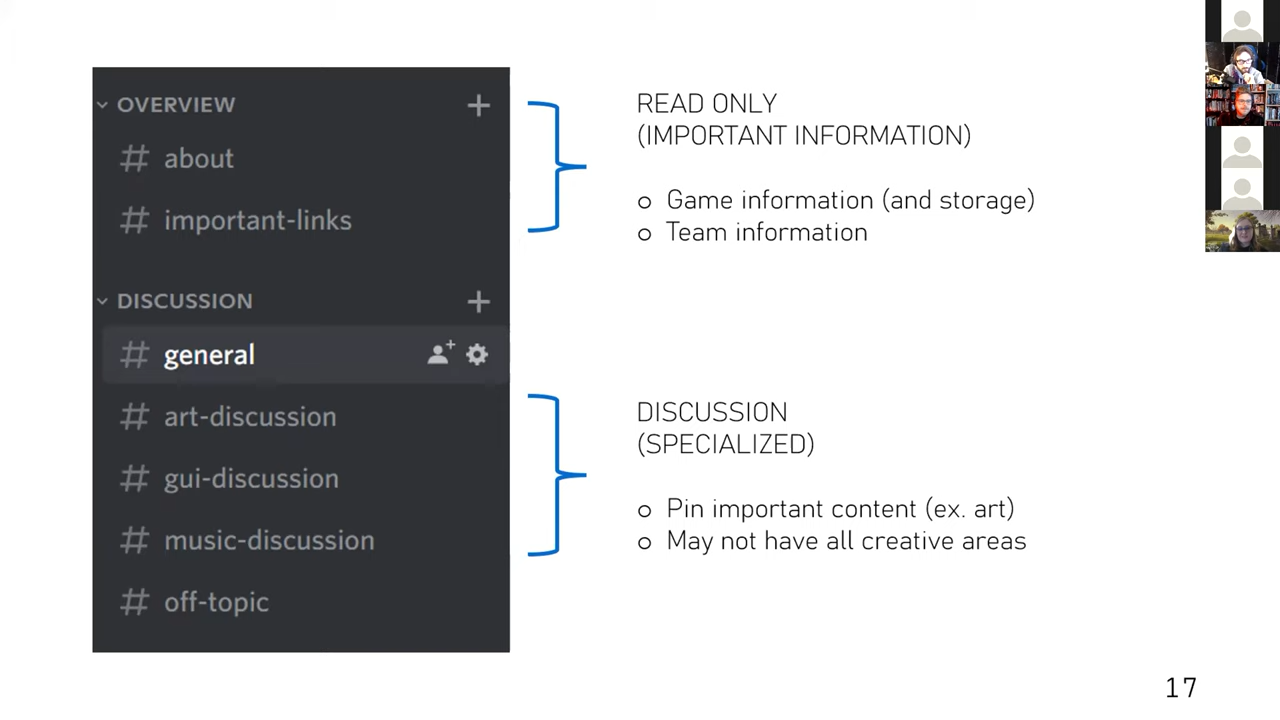 OVERVIEW
# about
# important-links
DISCUSSION
# general
# art-discussion
# gui-discussion
# music-discussion
# off-topic
READ ONLY
(IMPORTANT INFORMATION)
o Game information (and storage)
o Team information
DISCUSSION
(SPECIALIZED)
o Pin important content (ex. art)
o May not have all creative areas
17